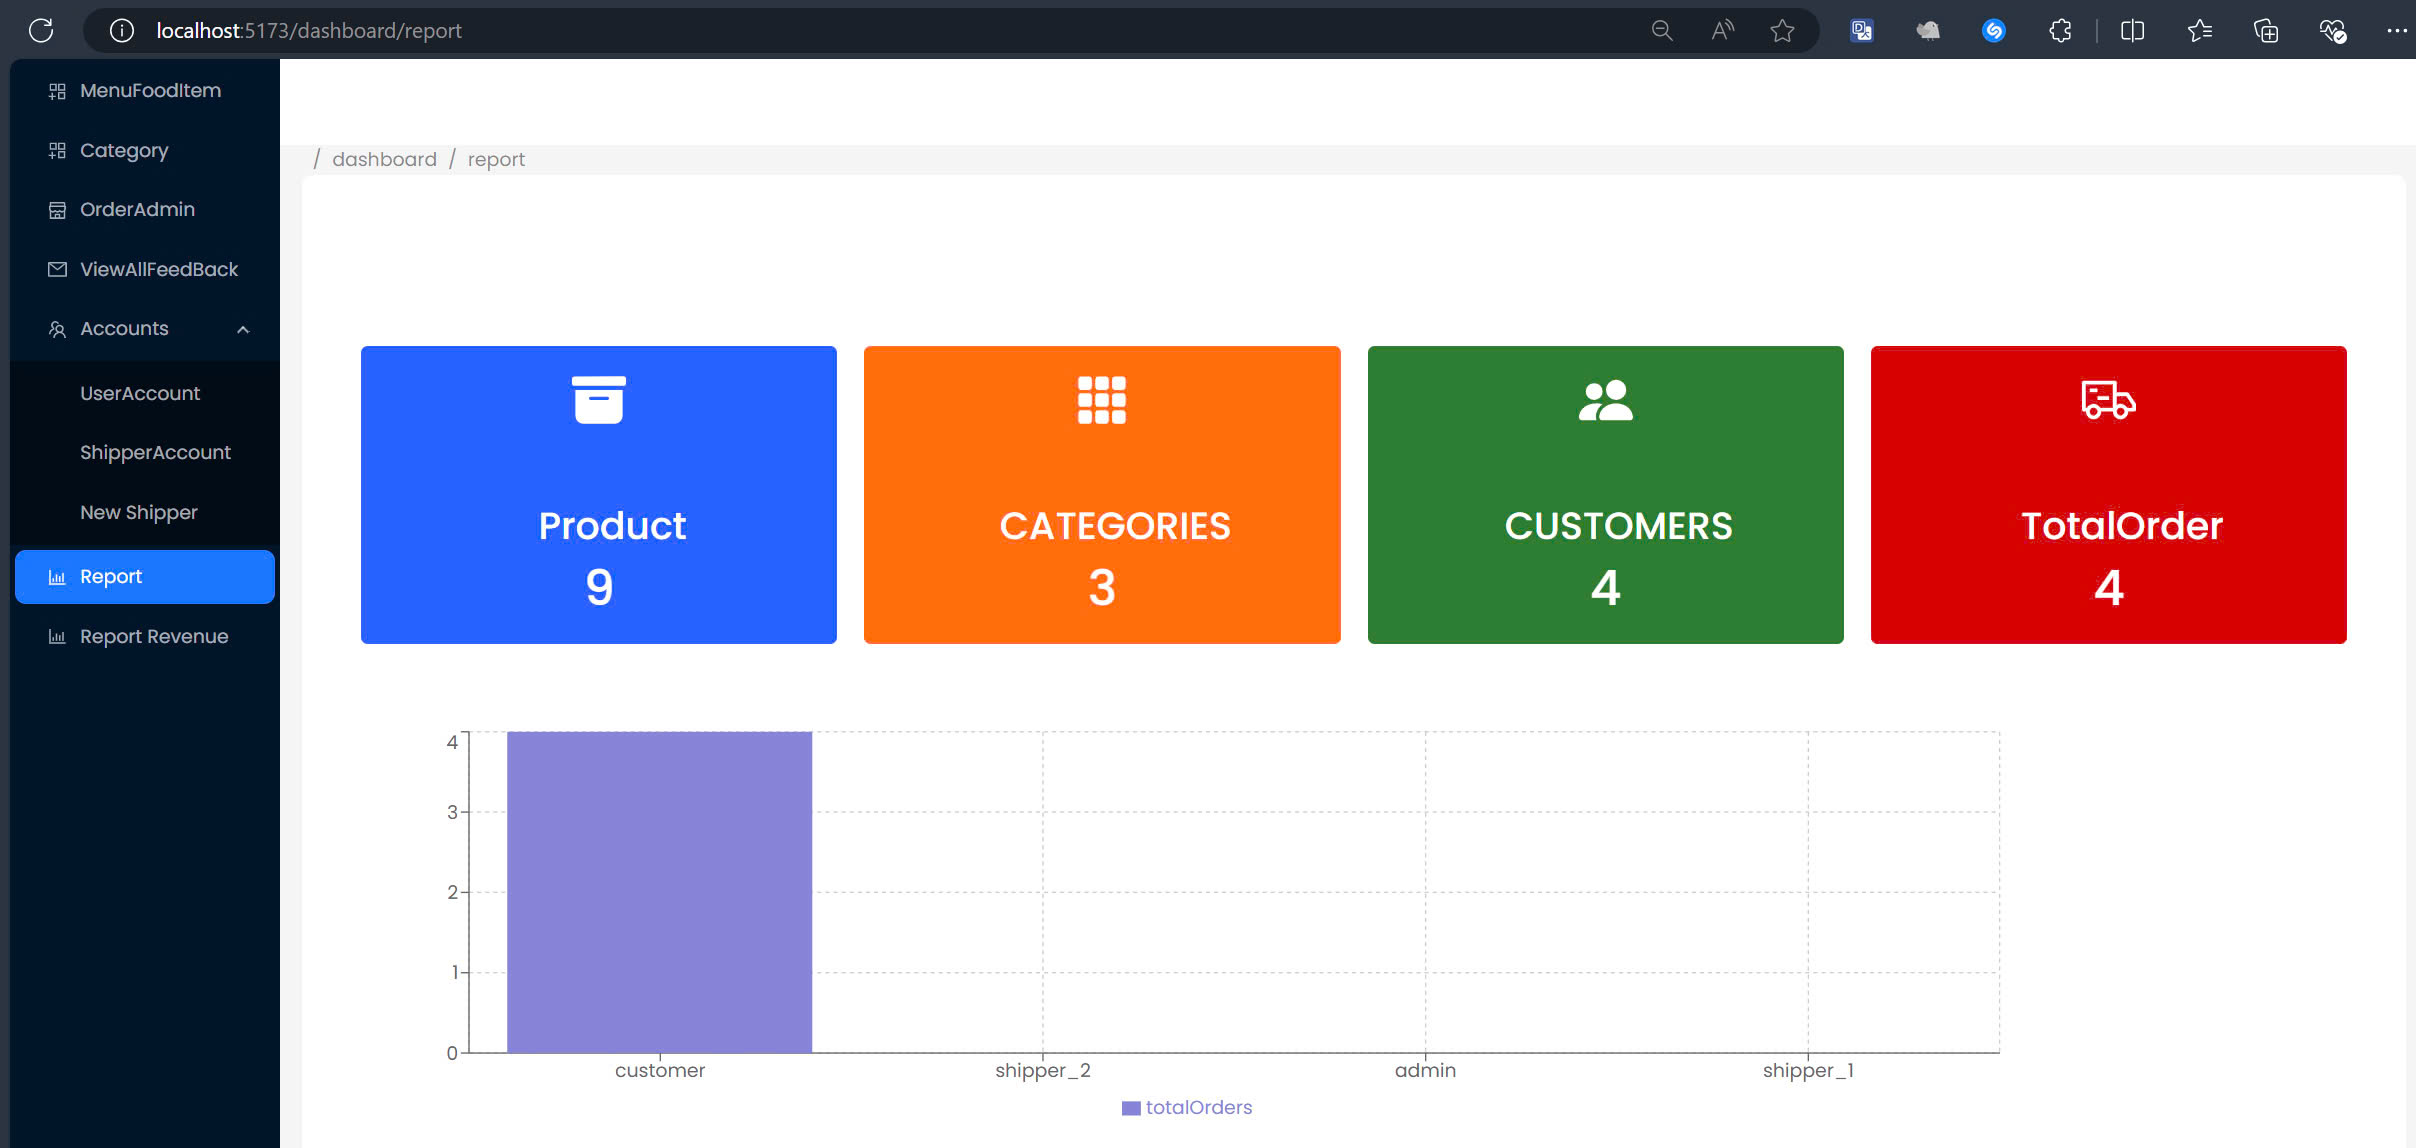 localhost:5173/dashboard/report
MenuFoodItem
Category
OrderAdmin
ViewAllFeedBack
Accounts
UserAccount
ShipperAccount
New Shipper
Report
Report Revenue
/ dashboard / report
Product
9
CATEGORIES
3
CUSTOMERS
4
TotalOrder
4
4
3
2
1
0
customer shipper_2 admin shipper_1
totalOrders